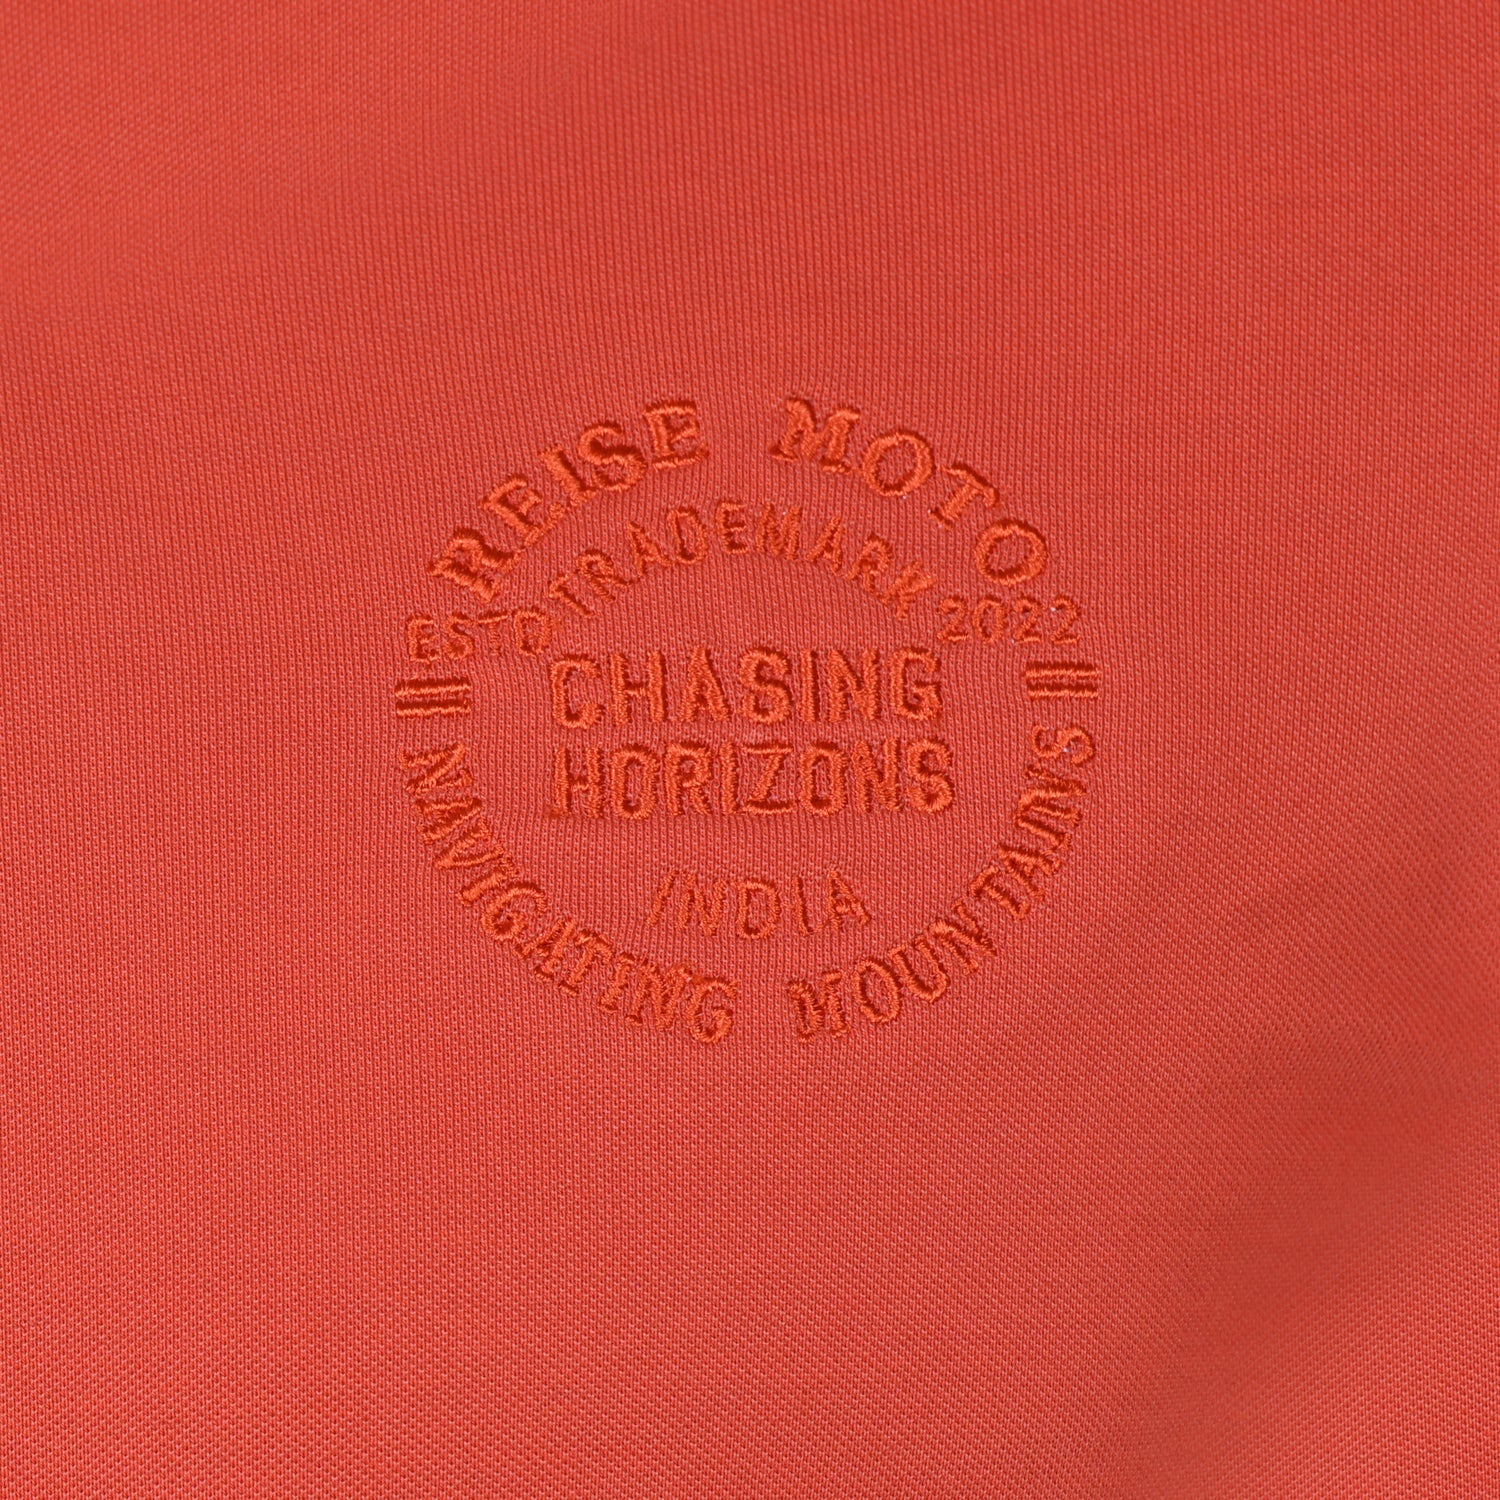 REISE MOTO
TRADEMARK
ESTD 2022
CHASING
HORIZONS
INDIA
NAVIGATING MOUNTAINS